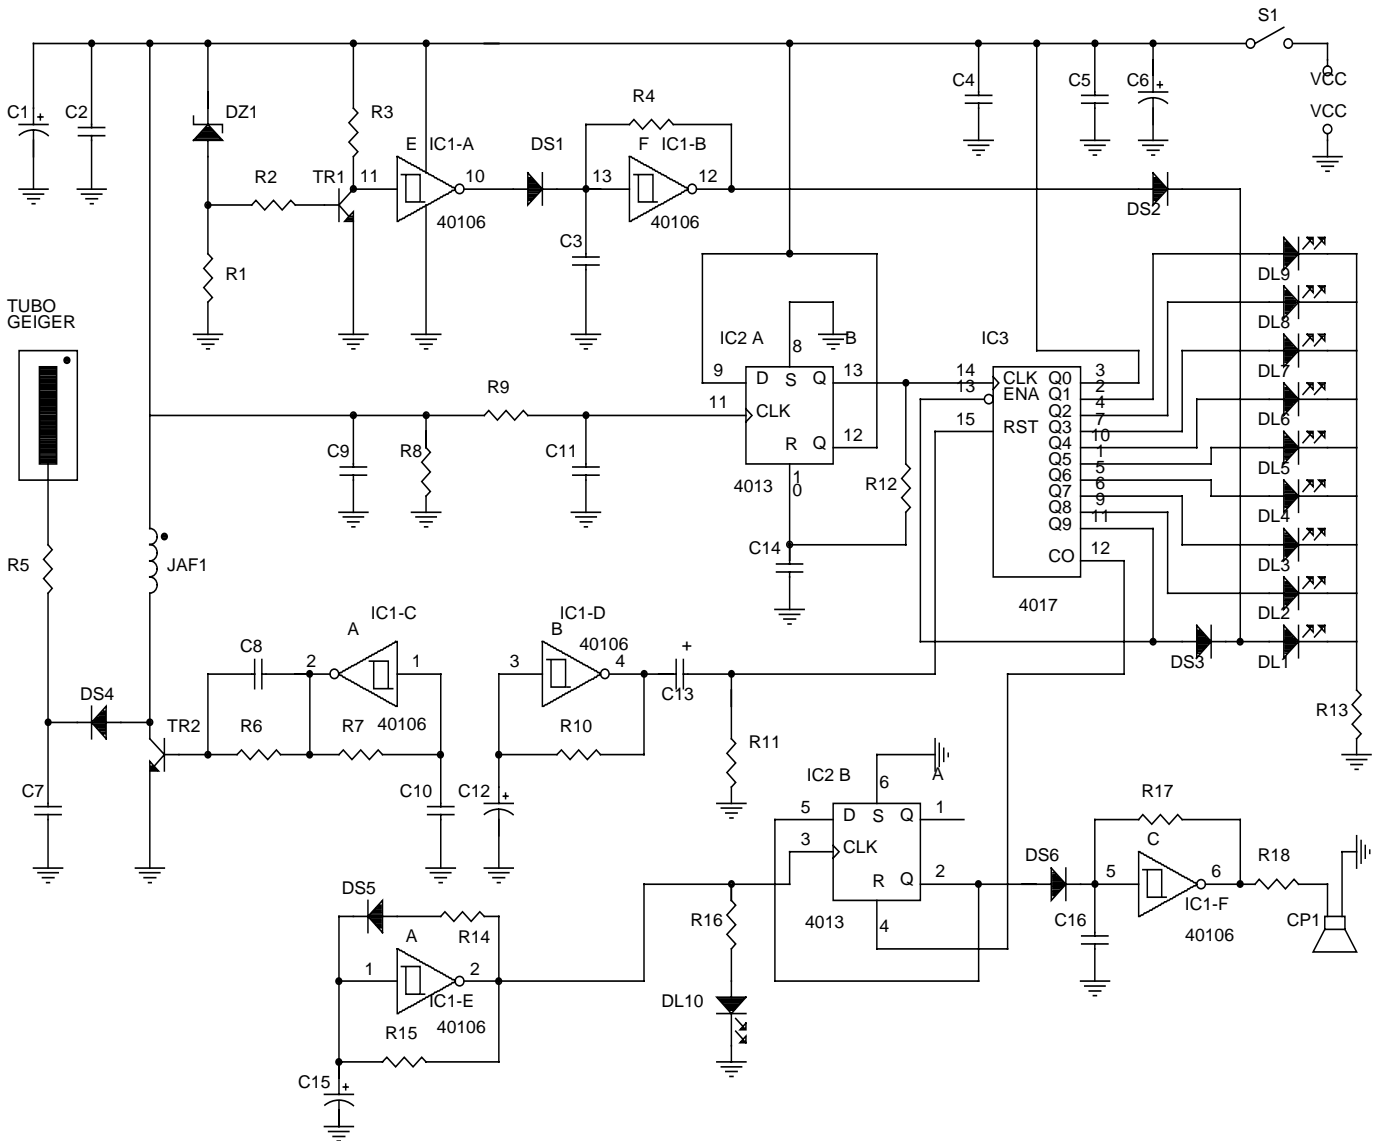 S1
VCC
VCC
C1
+
C2
DZ1
R3
R4
C4
C5
C6
+
E IC1-A
DS1
F IC1-B
R2
TR1
11
10
13
12
40106
40106
DS2
R1
C3
TUBO
GEIGER
IC2 A
8
B
IC3
DL9
DL8
DL7
DL6
DL5
DL4
DL3
DL2
DL1
9
D S Q
13
14
13
15
CLK
ENA
RST
Q0
Q1
Q2
Q3
Q4
Q5
Q6
Q7
Q8
Q9
CO
3
2
4
7
10
1
5
6
9
11
12
R9
11
CLK
C9
R8
C11
R Q
12
4013
1
0
R12
R5
JAF1
C14
4017
IC1-C
A
IC1-D
B
40106
C8
2
1
3
4
+
C13
DS3
DS4
TR2
R6
R7
40106
R10
R11
R13
C7
C10
C12
+
IC2 B
6
A
5
D S Q
1
3
CLK
R Q
2
4013
4
R17
C
DS6
5
6
R18
C16
IC1-F
40106
CP1
DS5
R14
A
1
2
IC1-E
40106
R15
R16
DL10
C15
+